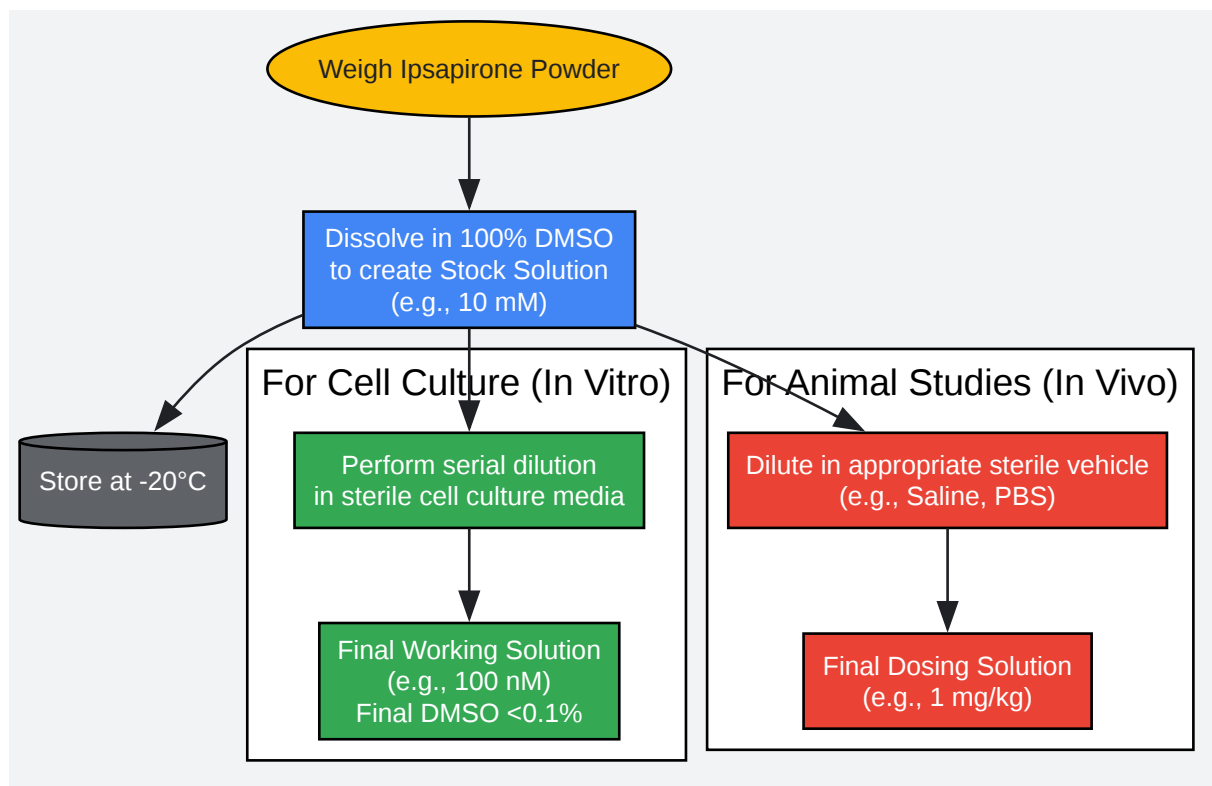 Weigh Ipsapirone Powder
Dissolve in 100% DMSO
to create Stock Solution
(e.g., 10 mM)
For Cell Culture (In Vitro)
For Animal Studies (In Vivo)
Store at -20°C
Perform serial dilution
in sterile cell culture media
Dilute in appropriate sterile vehicle
(e.g., Saline, PBS)
Final Working Solution
(e.g., 100 nM)
Final DMSO <0.1%
Final Dosing Solution
(e.g., 1 mg/kg)